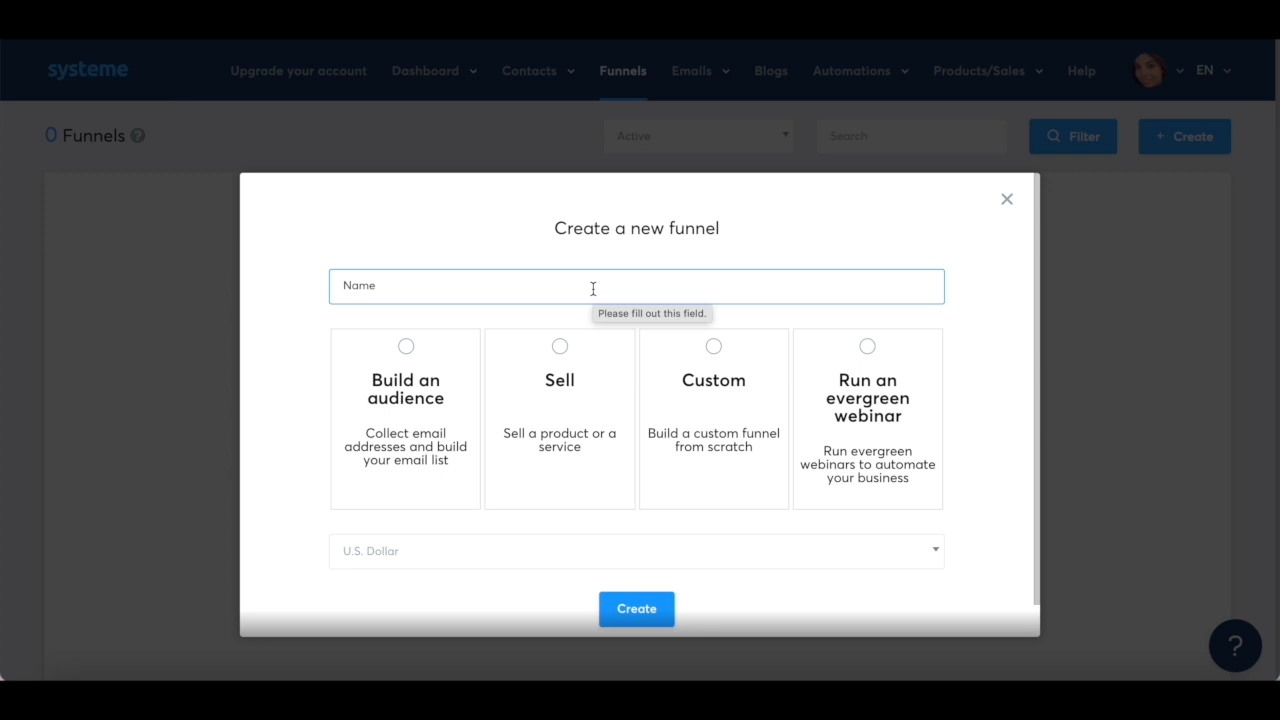 systeme
Upgrade your account Dashboard Contacts Funnels Emails Blogs Automations Products/Sales Help EN
0 Funnels ?
Active
Search
Filter
+ Create
Create a new funnel
Name
Please fill out this field.
Build an
audience
Collect email
addresses and build
your email list
Sell
Sell a product or a
service
Custom
Build a custom funnel
from scratch
Run an
evergreen
webinar
Run evergreen
webinars to automate
your business
U.S. Dollar
Create
?